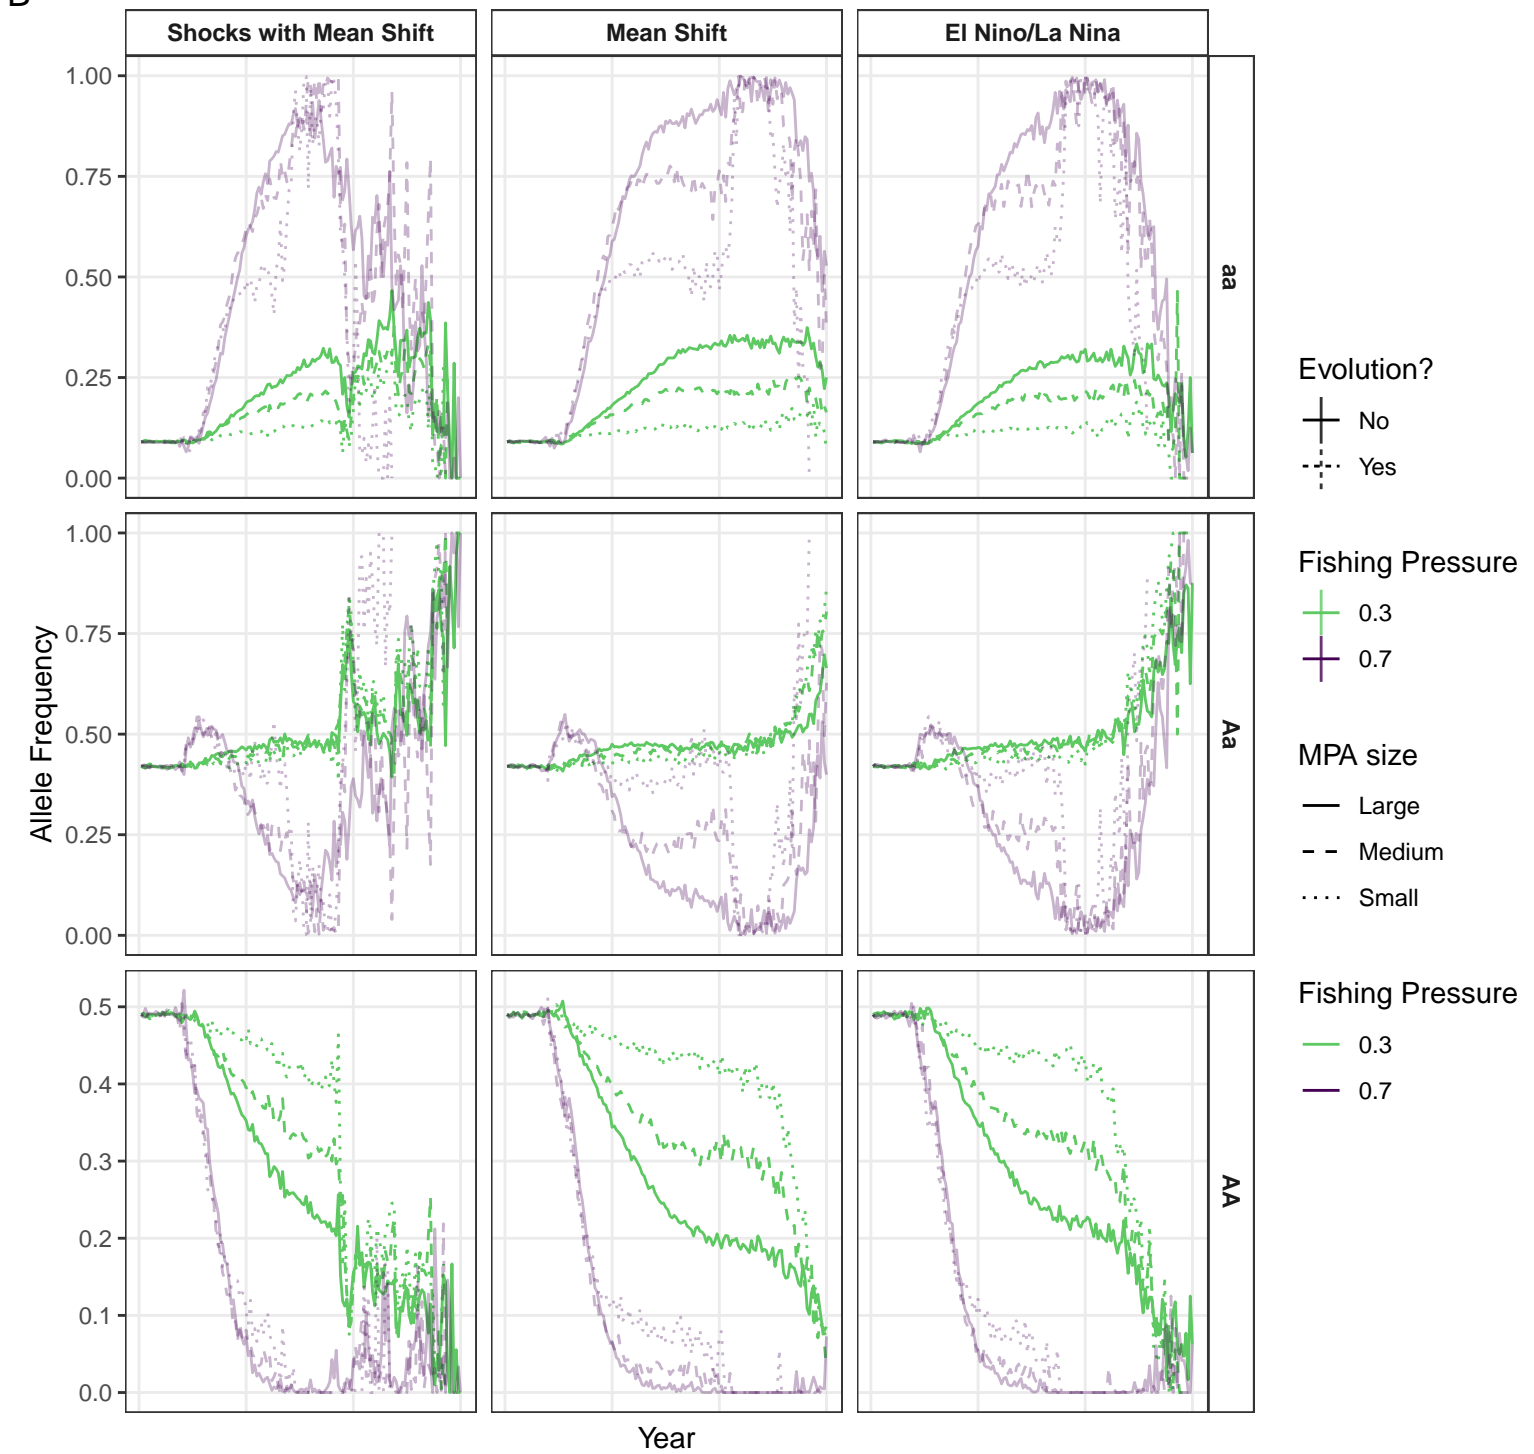 Shocks with Mean Shift
Mean Shift
El Nino/La Nina
1.00
0.75
0.50
0.25
0.00
aa
1.00
0.75
0.50
0.25
0.00
Aa
0.5
0.4
0.3
0.2
0.1
0.0
AA
Allele Frequency
Year
Evolution?
No
Yes
Fishing Pressure
0.3
0.7
MPA size
Large
Medium
Small
Fishing Pressure
0.3
0.7